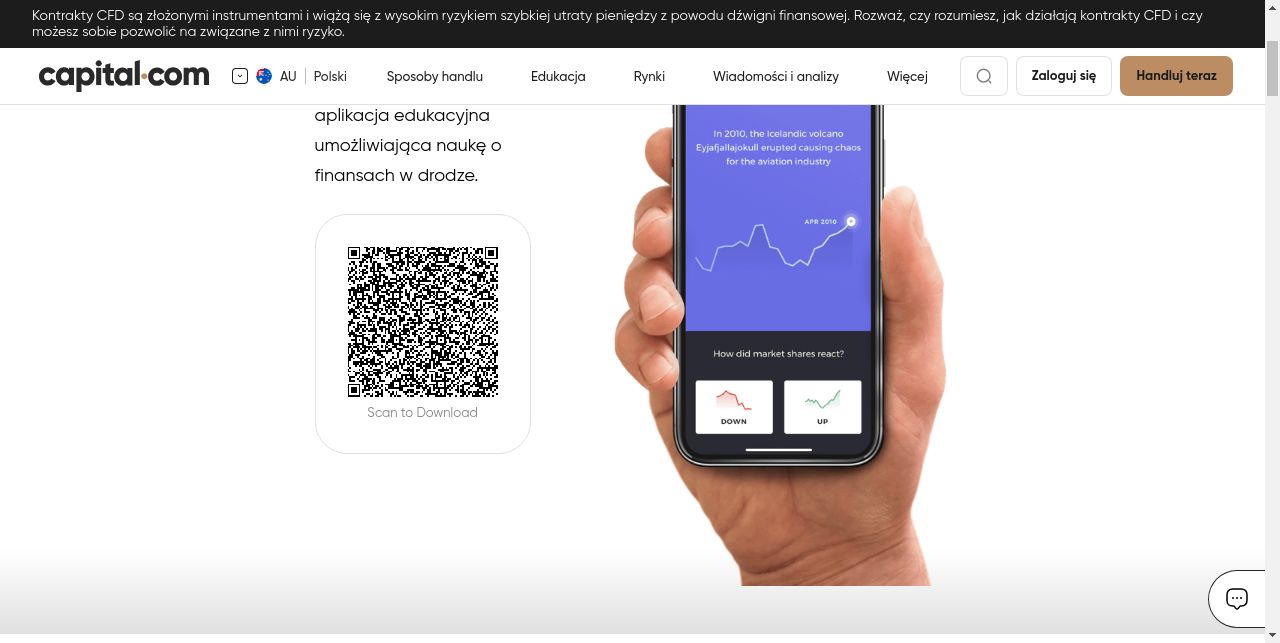 Kontrakty CFD są złożonymi instrumentami i wiążą się z wysokim ryzykiem szybkiej utraty pieniędzy z powodu dźwigni finansowej. Rozważ, czy rozumiesz, jak działają kontrakty CFD i czy
możesz sobie pozwolić na związane z nimi ryzyko.
capital.com AU Polski Sposoby handlu Edukacja Rynki Wiadomości i analizy Więcej Zaloguj się Handluj teraz
aplikacja edukacyjna
umożliwiająca naukę o
finansach w drodze.
Scan to Download
In 2010, the Icelandic volcano
Eyjafjallajokull erupted causing chaos
for the aviation industry
APR 2010
How did market shares react?
DOWN UP